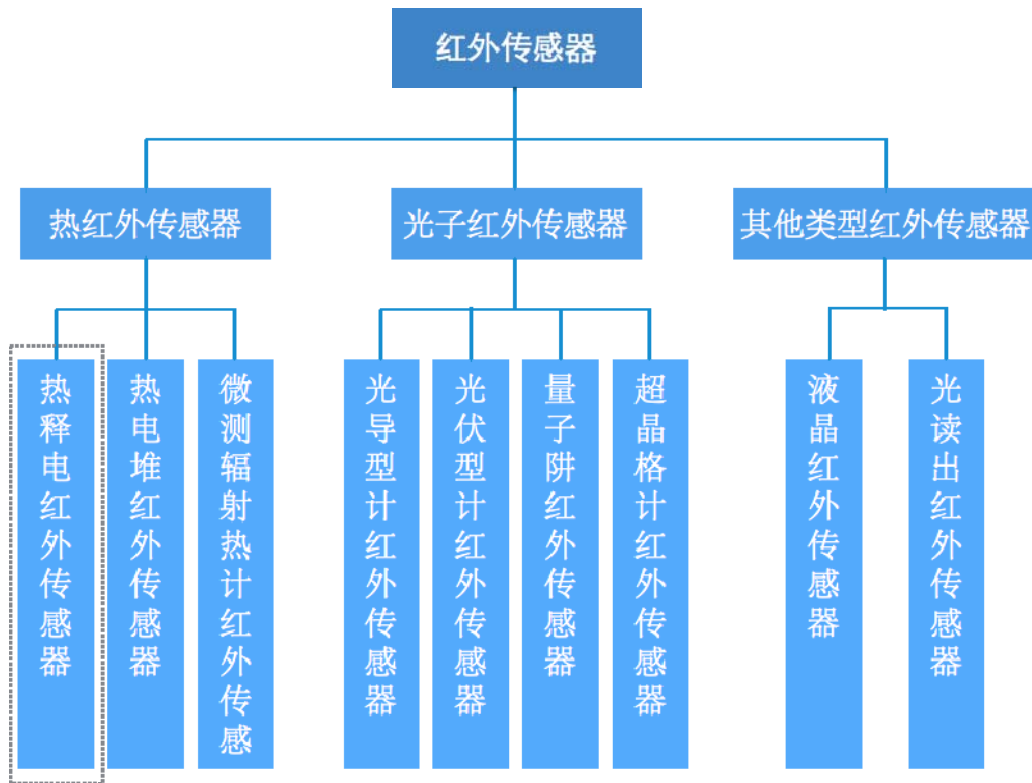 红外传感器
热红外传感器
光子红外传感器
其他类型红外传感器
热释电红外传感器
热电堆红外传感器
微测辐射热计红外传感
光导型计红外传感器
光伏型计红外传感器
量子阱红外传感器
超晶格计红外传感器
液晶红外传感器
光读出红外传感器